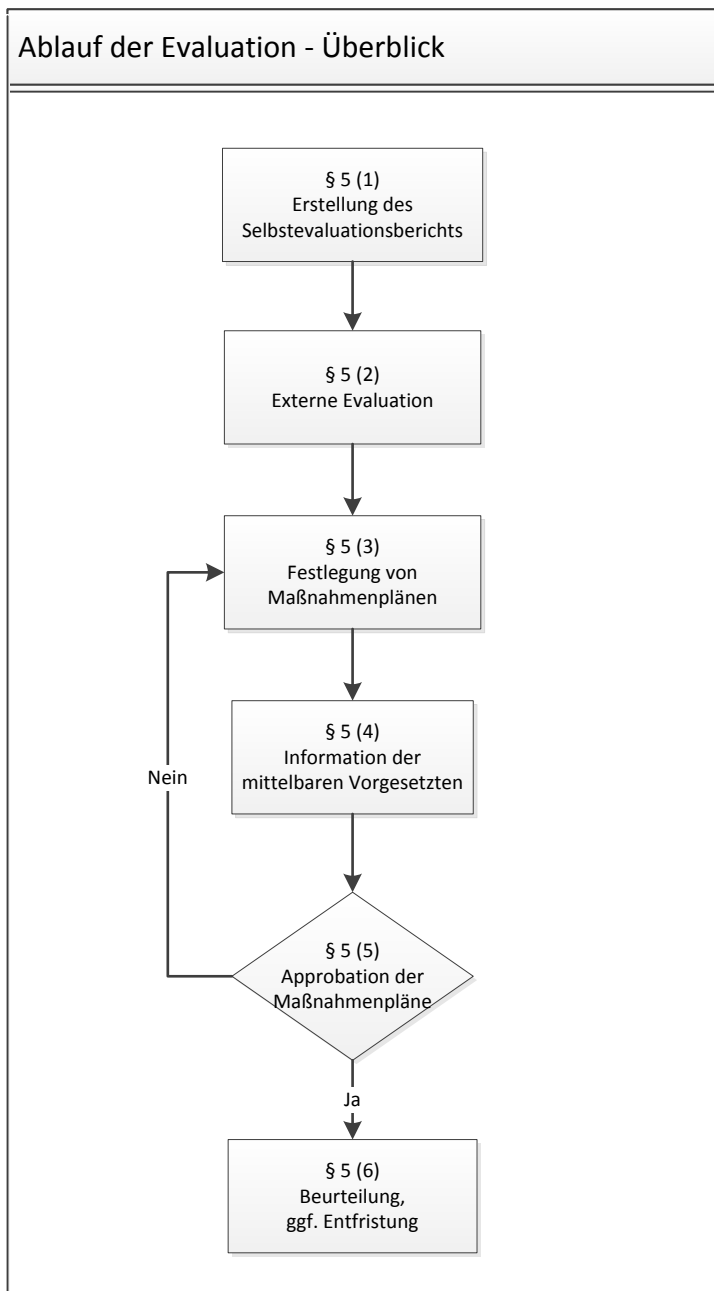 Ablauf der Evaluation - Überblick
§ 5 (1)
Erstellung des
Selbstevaluationsberichts
§ 5 (2)
Externe Evaluation
§ 5 (3)
Festlegung von
Maßnahmenplänen
§ 5 (4)
Information der
mittelbaren Vorgesetzten
Nein
§ 5 (5)
Approbation der
Maßnahmenpläne
Ja
§ 5 (6)
Beurteilung,
ggf. Entfristung